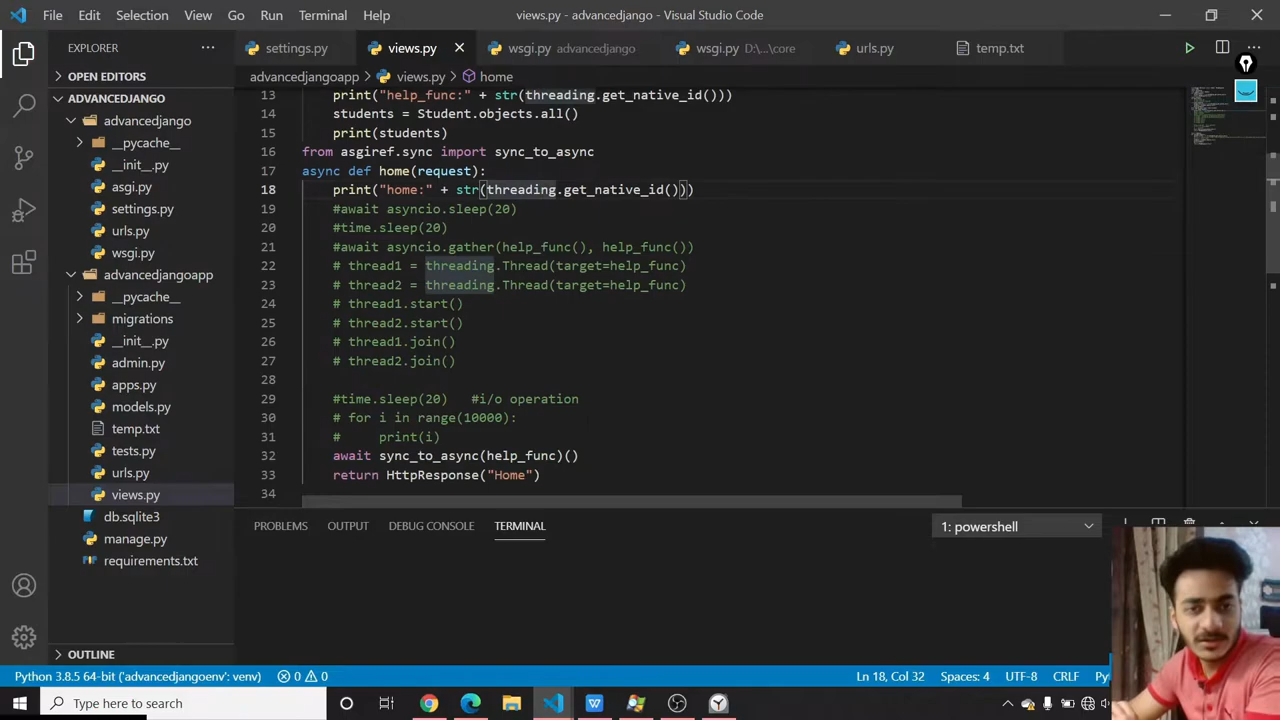 File Edit Selection View Go Run Terminal Help
views.py - advancedjango - Visual Studio Code
EXPLORER
OPEN EDITORS
ADVANCEDJANGO
advancedjango
__pycache__
__init__.py
asgi.py
settings.py
urls.py
wsgi.py
advancedjangoapp
__pycache__
migrations
__init__.py
admin.py
apps.py
models.py
temp.txt
tests.py
urls.py
views.py
db.sqlite3
manage.py
requirements.txt
OUTLINE
settings.py views.py wsgi.py advancedjango wsgi.py D:\...\core urls.py temp.txt
advancedjangoapp > views.py > home
13 print("help_func:" + str(threading.get_native_id()))
14 students = Student.objects.all()
15 print(students)
16 from asgiref.sync import sync_to_async
17 async def home(request):
18 print("home:" + str(threading.get_native_id()))
19 #await asyncio.sleep(20)
20 #time.sleep(20)
21 #await asyncio.gather(help_func(), help_func())
22 # thread1 = threading.Thread(target=help_func)
23 # thread2 = threading.Thread(target=help_func)
24 # thread1.start()
25 # thread2.start()
26 # thread1.join()
27 # thread2.join()
28
29 #time.sleep(20) #i/o operation
30 # for i in range(10000):
31 # print(i)
32 await sync_to_async(help_func)()
33 return HttpResponse("Home")
34
PROBLEMS OUTPUT DEBUG CONSOLE TERMINAL
1: powershell
Python 3.8.5 64-bit ('advancedjangoenv': venv) 0 0
Ln 18, Col 32 Spaces: 4 UTF-8 CRLF
Type here to search